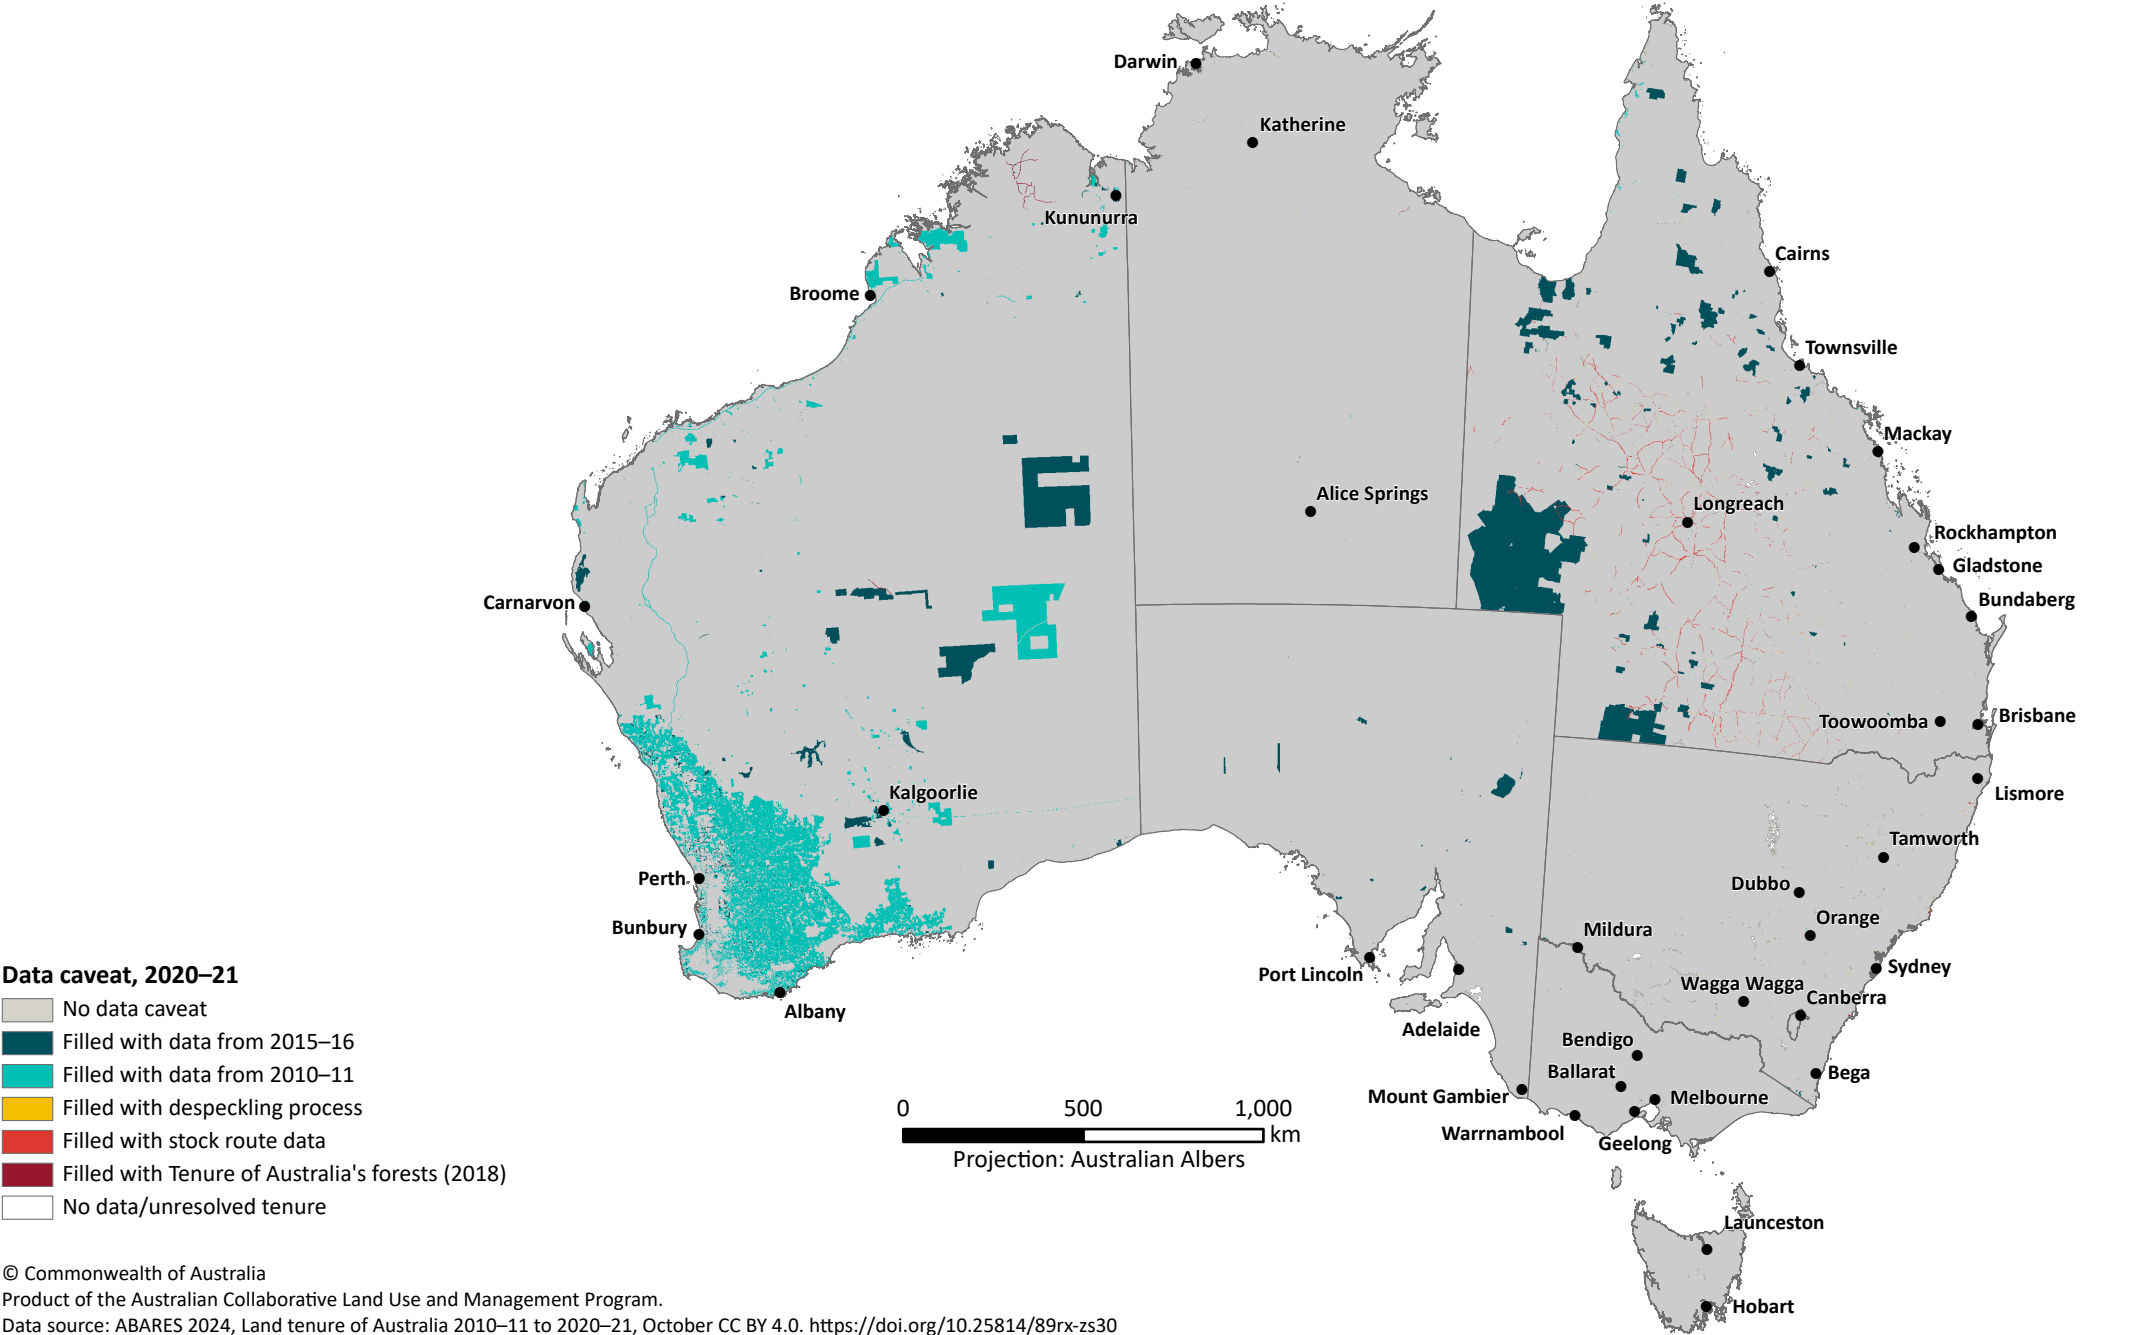 Darwin
Katherine
Kununurra
Cairns
Broome
Townsville
Mackay
Alice Springs
Longreach
Rockhampton
Gladstone
Carnarvon
Bundaberg
Brisbane
Toowoomba
Kalgoorlie
Lismore
Tamworth
Perth
Dubbo
Orange
Bunbury
Mildura
Sydney
Port Lincoln
Wagga Wagga
Canberra
Albany
Adelaide
Bendigo
Ballarat
Bega
Mount Gambier
Melbourne
Warrnambool
Geelong
Launceston
Hobart
Data caveat, 2020–21
No data caveat
Filled with data from 2015–16
Filled with data from 2010–11
Filled with despeckling process
Filled with stock route data
Filled with Tenure of Australia's forests (2018)
No data/unresolved tenure
0 500 1,000
km
Projection: Australian Albers
© Commonwealth of Australia
Product of the Australian Collaborative Land Use and Management Program.
Data source: ABARES 2024, Land tenure of Australia 2010–11 to 2020–21, October CC BY 4.0. https://doi.org/10.25814/89rx-zs30